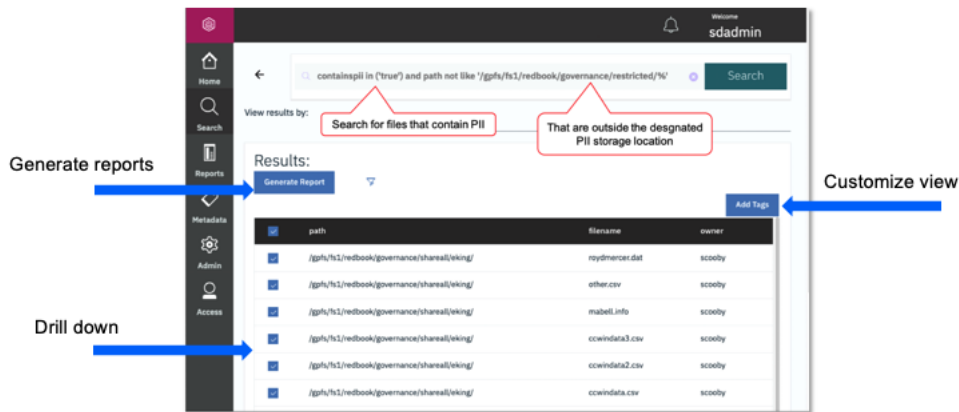 Welcome
sdadmin
Home
containspii in ('true') and path not like '/gpfs/fs1/redbook/governance/restricted/%'
Search
View results by:
Search for files that contain PII
That are outside the desgnated
PII storage location
Search
Results:
Generate reports
Reports
Generate Report
Customize view
Add Tags
Metadata
path filename owner
Admin
/gpfs/fs1/redbook/governance/shareall/eking/ roydmercer.dat scooby
/gpfs/fs1/redbook/governance/shareall/eking/ other.csv scooby
Access
/gpfs/fs1/redbook/governance/shareall/eking/ mabell.info scooby
Drill down
/gpfs/fs1/redbook/governance/shareall/eking/ ccwindata3.csv scooby
/gpfs/fs1/redbook/governance/shareall/eking/ ccwindata2.csv scooby
/gpfs/fs1/redbook/governance/shareall/eking/ ccwindata.csv scooby